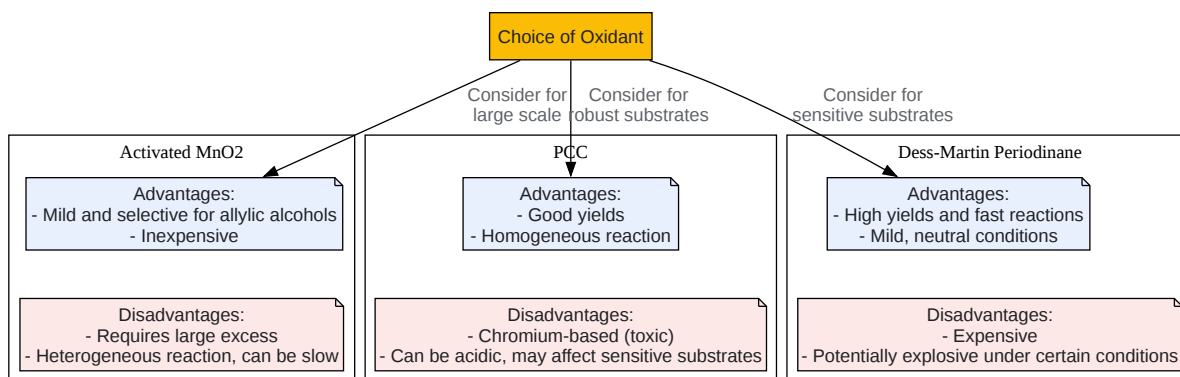 Choice of Oxidant
Consider for
large scale
Consider for
robust substrates
Consider for
sensitive substrates
Activated MnO2
Advantages:
- Mild and selective for allylic alcohols
- Inexpensive
Disadvantages:
- Requires large excess
- Heterogeneous reaction, can be slow
PCC
Advantages:
- Good yields
- Homogeneous reaction
Disadvantages:
- Chromium-based (toxic)
- Can be acidic, may affect sensitive substrates
Dess-Martin Periodinane
Advantages:
- High yields and fast reactions
- Mild, neutral conditions
Disadvantages:
- Expensive
- Potentially explosive under certain conditions